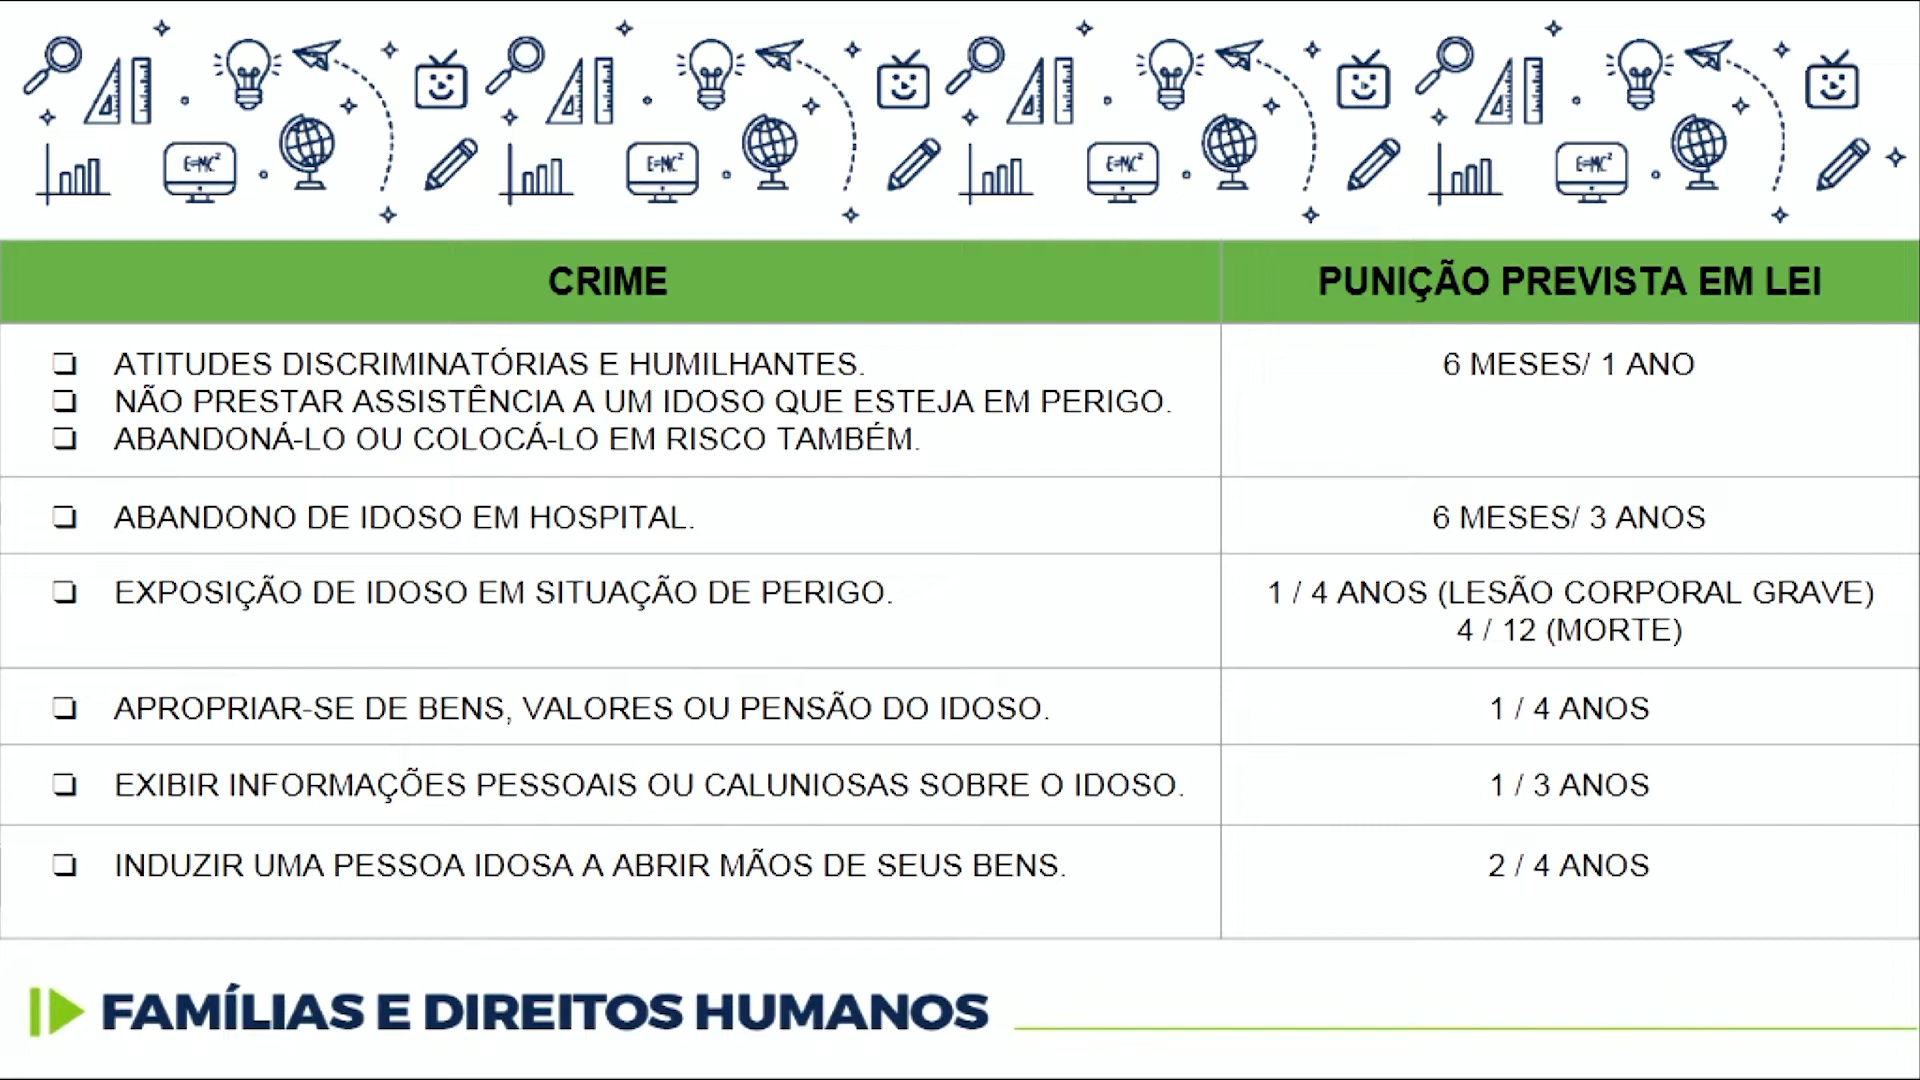 E=MC²
E=MC²
E=MC²
E=MC²
CRIME
PUNIÇÃO PREVISTA EM LEI
❏ ATITUDES DISCRIMINATÓRIAS E HUMILHANTES.
❏ NÃO PRESTAR ASSISTÊNCIA A UM IDOSO QUE ESTEJA EM PERIGO.
❏ ABANDONÁ-LO OU COLOCÁ-LO EM RISCO TAMBÉM.
6 MESES/ 1 ANO
❏ ABANDONO DE IDOSO EM HOSPITAL.
6 MESES/ 3 ANOS
❏ EXPOSIÇÃO DE IDOSO EM SITUAÇÃO DE PERIGO.
1 / 4 ANOS (LESÃO CORPORAL GRAVE)
4 / 12 (MORTE)
❏ APROPRIAR-SE DE BENS, VALORES OU PENSÃO DO IDOSO.
1 / 4 ANOS
❏ EXIBIR INFORMAÇÕES PESSOAIS OU CALUNIOSAS SOBRE O IDOSO.
1 / 3 ANOS
❏ INDUZIR UMA PESSOA IDOSA A ABRIR MÃOS DE SEUS BENS.
2 / 4 ANOS
FAMÍLIAS E DIREITOS HUMANOS